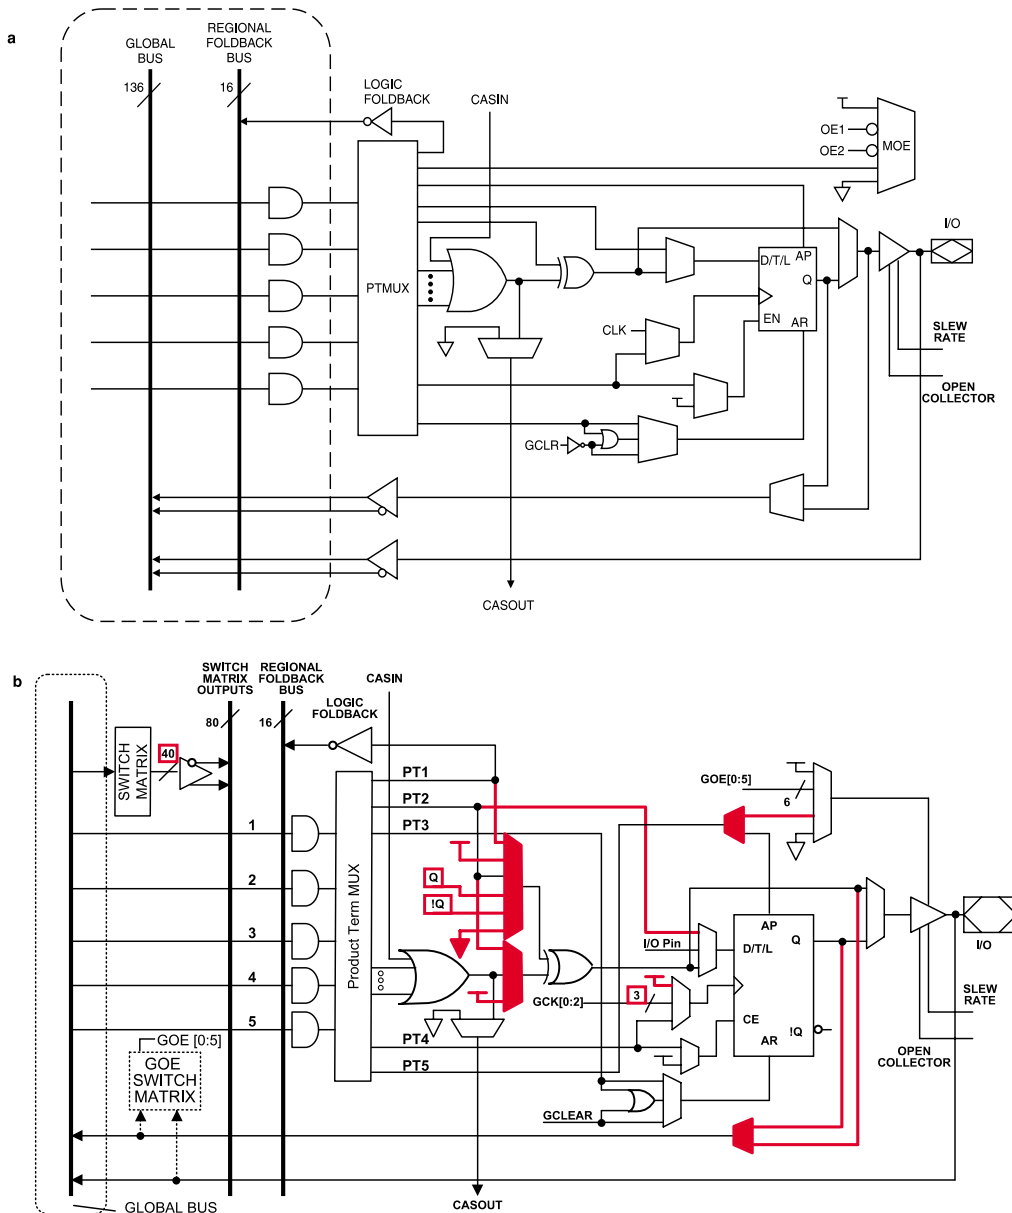 a
GLOBAL
BUS
REGIONAL
FOLDBACK
BUS
136
16
LOGIC
FOLDBACK
CASIN
OE1
OE2
MOE
I/O
PTMUX
D/T/L
AP
Q
EN
AR
CLK
SLEW
RATE
OPEN
COLLECTOR
GCLR
CASOUT
b
SWITCH
MATRIX
OUTPUTS
REGIONAL
FOLDBACK
BUS
CASIN
80
16
LOGIC
FOLDBACK
SWITCH
MATRIX
40
PT1
PT2
PT3
GOE[0:5]
6
1
2
3
4
5
Product Term MUX
Q
!Q
I/O Pin
AP
D/T/L
Q
CE
!Q
AR
I/O
GCK[0:2]
3
SLEW
RATE
OPEN
COLLECTOR
PT4
PT5
GOE [0:5]
GOE
SWITCH
MATRIX
GCLEAR
CASOUT
GLOBAL BUS